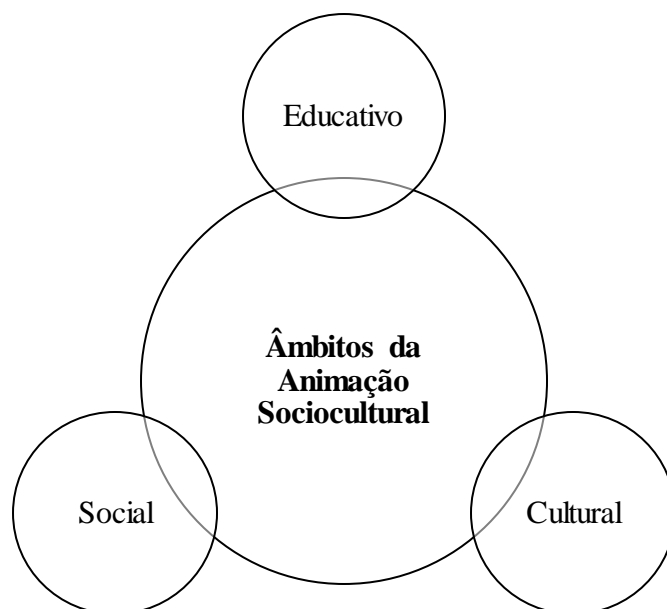 Educativo
Âmbitos da
Animação
Sociocultural
Social
Cultural